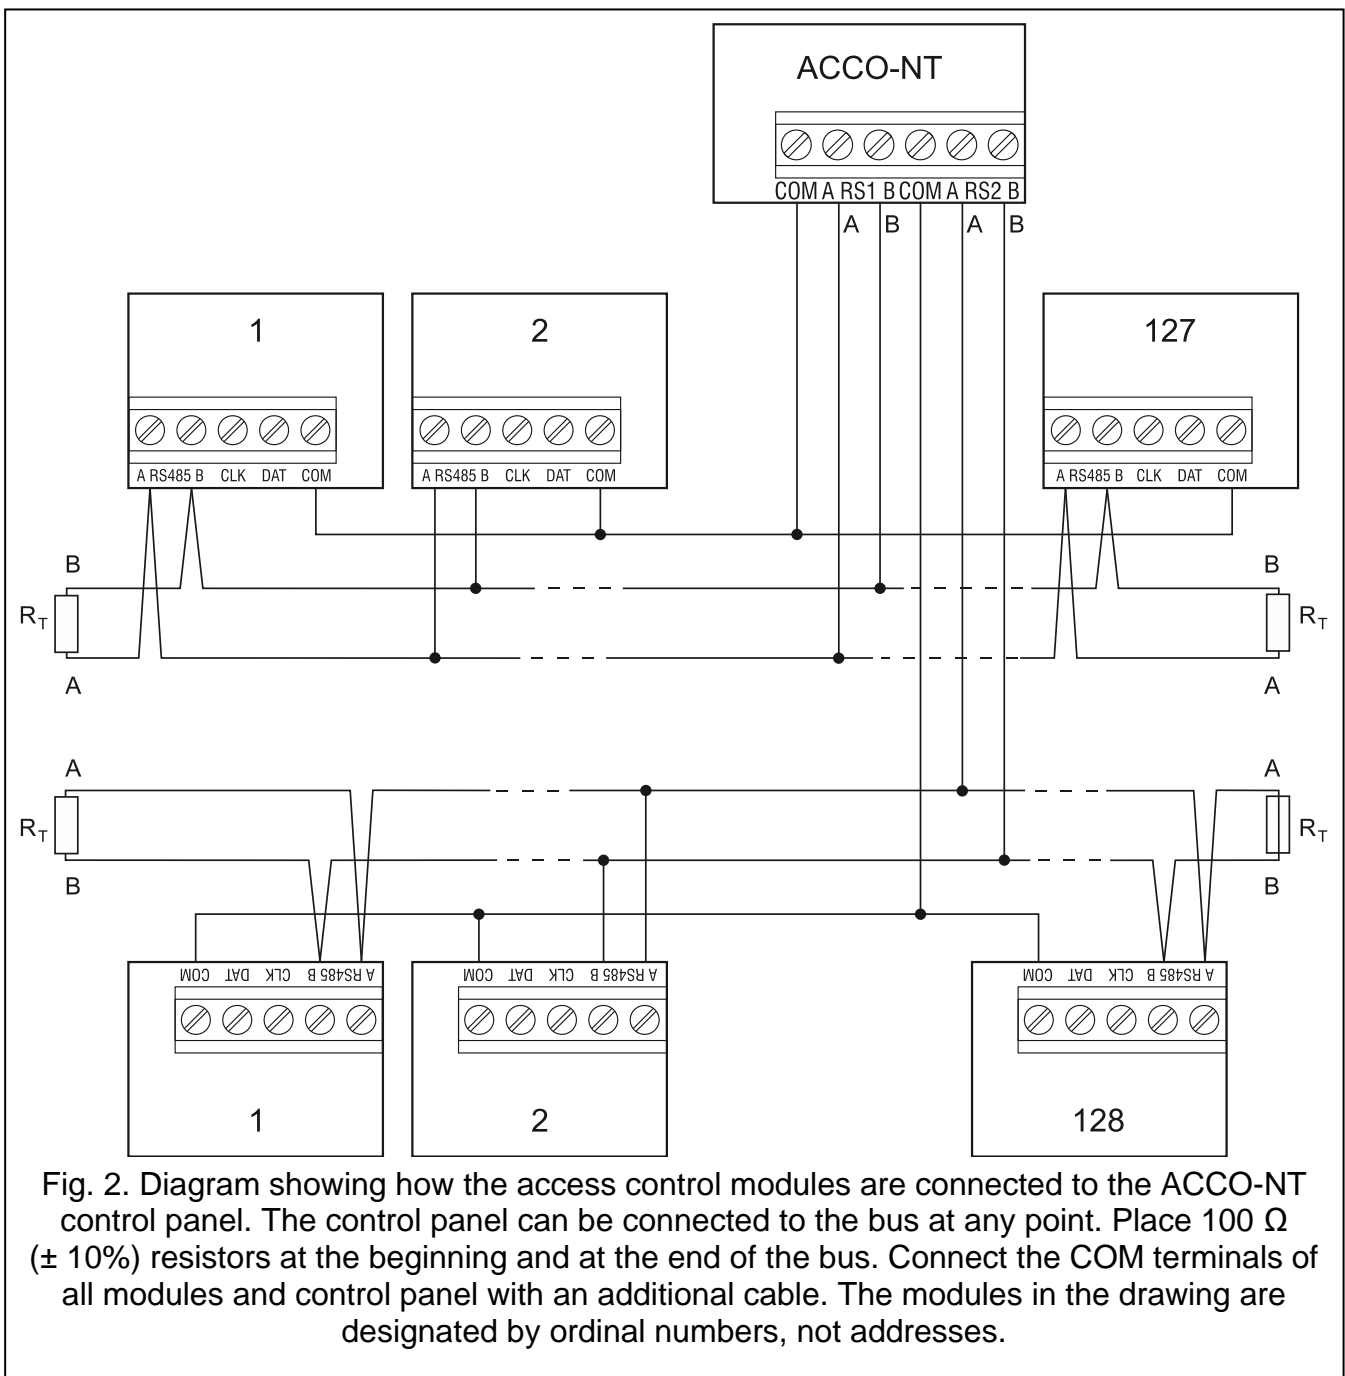 ACCO-NT
COM A RS1 B COM A RS2 B
A B A B
1 2 127
A RS485 B CLK DAT COM A RS485 B CLK DAT COM A RS485 B CLK DAT COM
B B
RT RT
A A
A A
RT RT
B B
COM DAT CLK B RS485 A COM DAT CLK B RS485 A COM DAT CLK B RS485 A
1 2 128
Fig. 2. Diagram showing how the access control modules are connected to the ACCO-NT
control panel. The control panel can be connected to the bus at any point. Place 100 Ω
(± 10%) resistors at the beginning and at the end of the bus. Connect the COM terminals of
all modules and control panel with an additional cable. The modules in the drawing are
designated by ordinal numbers, not addresses.